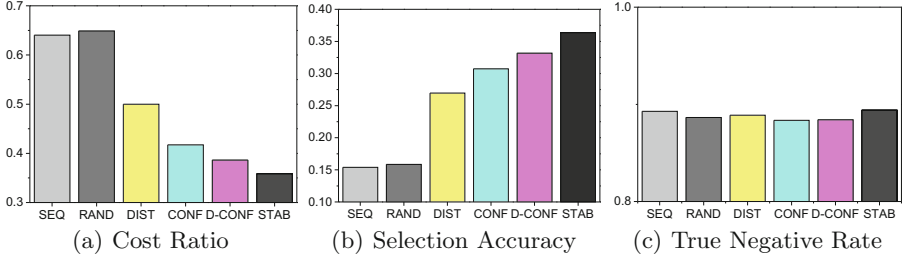 0.7
0.6
0.5
0.4
0.3
SEQ RAND DIST CONF D-CONF STAB
(a) Cost Ratio
0.40
0.35
0.30
0.25
0.20
0.15
0.10
SEQ RAND DIST CONF D-CONF STAB
(b) Selection Accuracy
1.0
0.8
SEQ RAND DIST CONF D-CONF STAB
(c) True Negative Rate